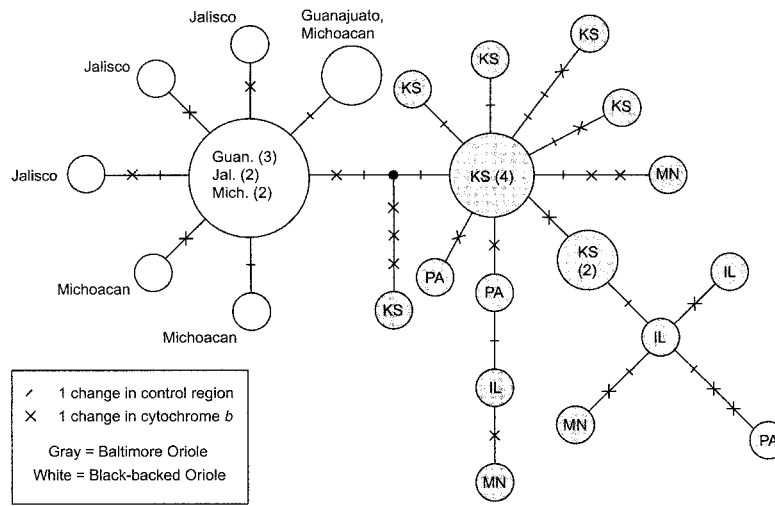 Jalisco
Guanajuato,
Michoacan
Jalisco
KS
KS
KS
KS
Jalisco
Guan. (3)
Jal. (2)
Mich. (2)
KS (4)
MN
Michoacan
KS
(2)
PA
PA
IL
Michoacan
KS
IL
IL
MN
PA
MN
1 change in control region
1 change in cytochrome b
Gray = Baltimore Oriole
White = Black-backed Oriole